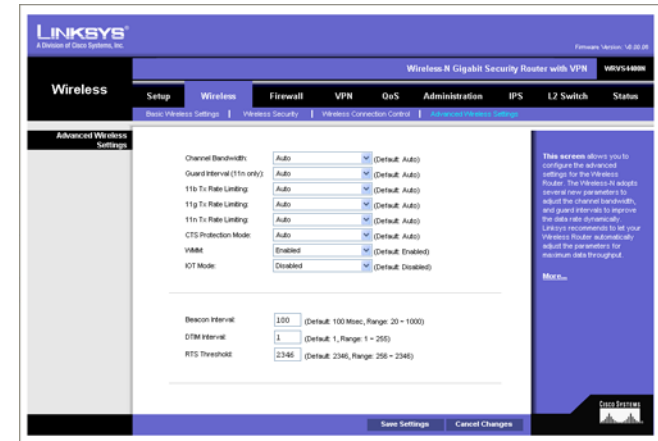 LINKSYS®
A Division of Cisco Systems, Inc.
Firmware Version: V0.00.06
Wireless-N Gigabit Security Router with VPN
WRVS4400N
Wireless
Setup Wireless Firewall VPN QoS Administration IPS L2 Switch Status
Basic Wireless Settings | Wireless Security | Wireless Connection Control | Advanced Wireless Settings
Advanced Wireless
Settings
Channel Bandwidth: Auto (Default: Auto)
Guard Interval (11n only): Auto (Default: Auto)
11b Tx Rate Limiting: Auto (Default: Auto)
11g Tx Rate Limiting: Auto (Default: Auto)
11n Tx Rate Limiting: Auto (Default: Auto)
CTS Protection Mode: Auto (Default: Auto)
WMM: Enabled (Default: Enabled)
IOT Mode: Disabled (Default: Disabled)
Beacon Interval: 100 (Default: 100 Msec, Range: 20 ~ 1000)
DTIM Interval: 1 (Default: 1, Range: 1 ~ 255)
RTS Threshold: 2346 (Default: 2346, Range: 256 ~ 2346)
This screen allows you to
configure the advanced
settings for the Wireless
Router. The Wireless-N adopts
several new parameters to
adjust the channel bandwidth,
and guard intervals to improve
the data rate dynamically.
Linksys recommends to let your
Wireless Router automatically
adjust the parameters for
maximum data throughput.
More...
Save Settings Cancel Changes
CISCO SYSTEMS